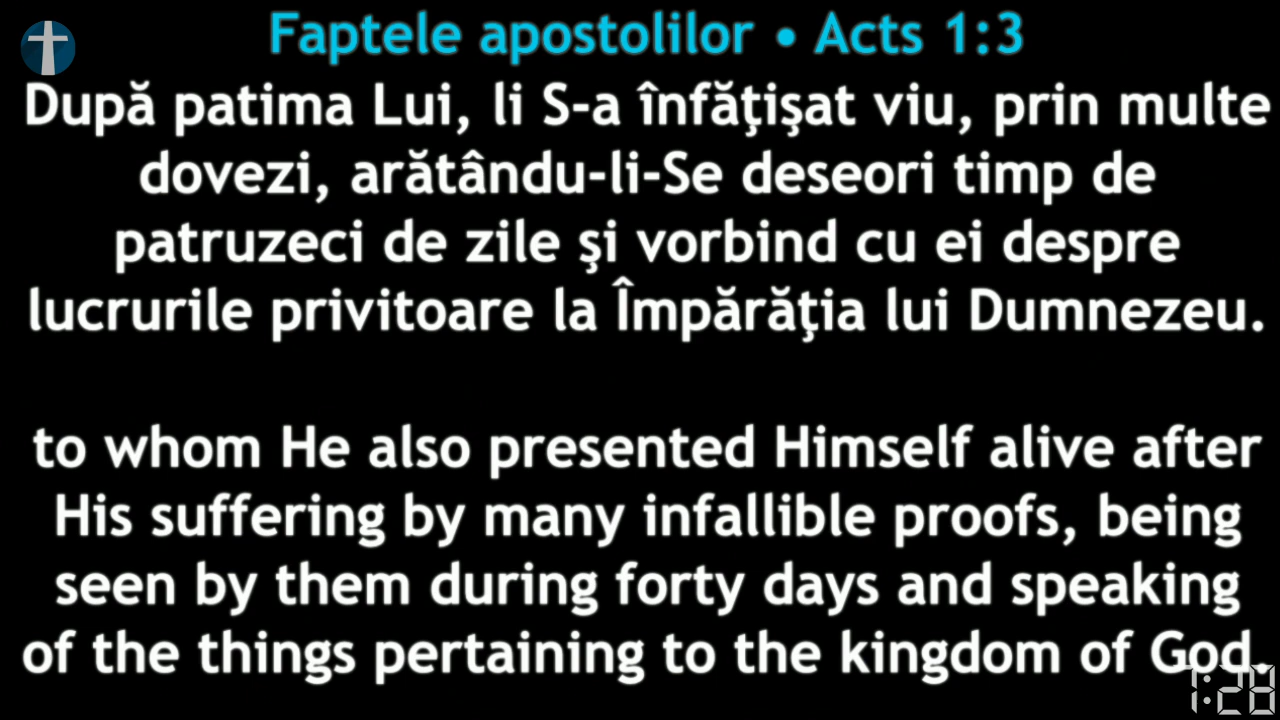 Faptele apostolilor • Acts 1:3
După patima Lui, li S-a înfăţişat viu, prin multe
dovezi, arătându-li-Se deseori timp de
patruzeci de zile şi vorbind cu ei despre
lucrurile privitoare la Împărăţia lui Dumnezeu.
to whom He also presented Himself alive after
His suffering by many infallible proofs, being
seen by them during forty days and speaking
of the things pertaining to the kingdom of God.
1:28